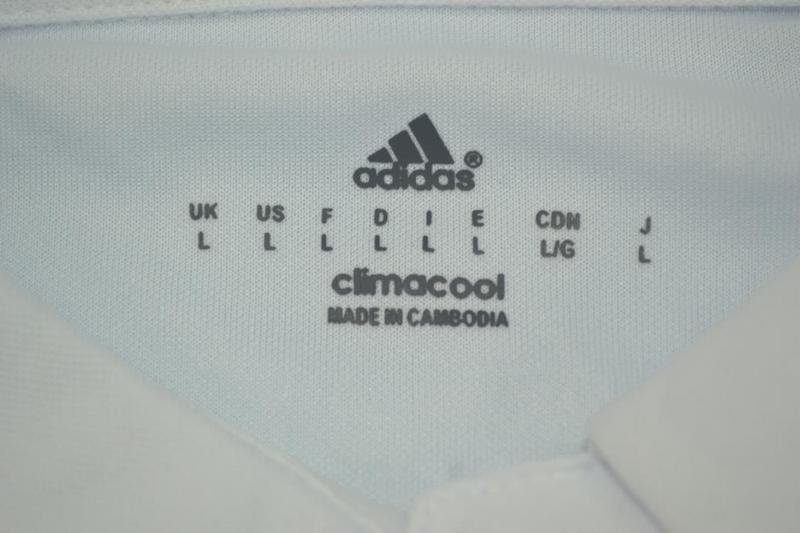 adidas®
UK US F D I E CDN J
L L L L L L L/G L
climacool
MADE IN CAMBODIA